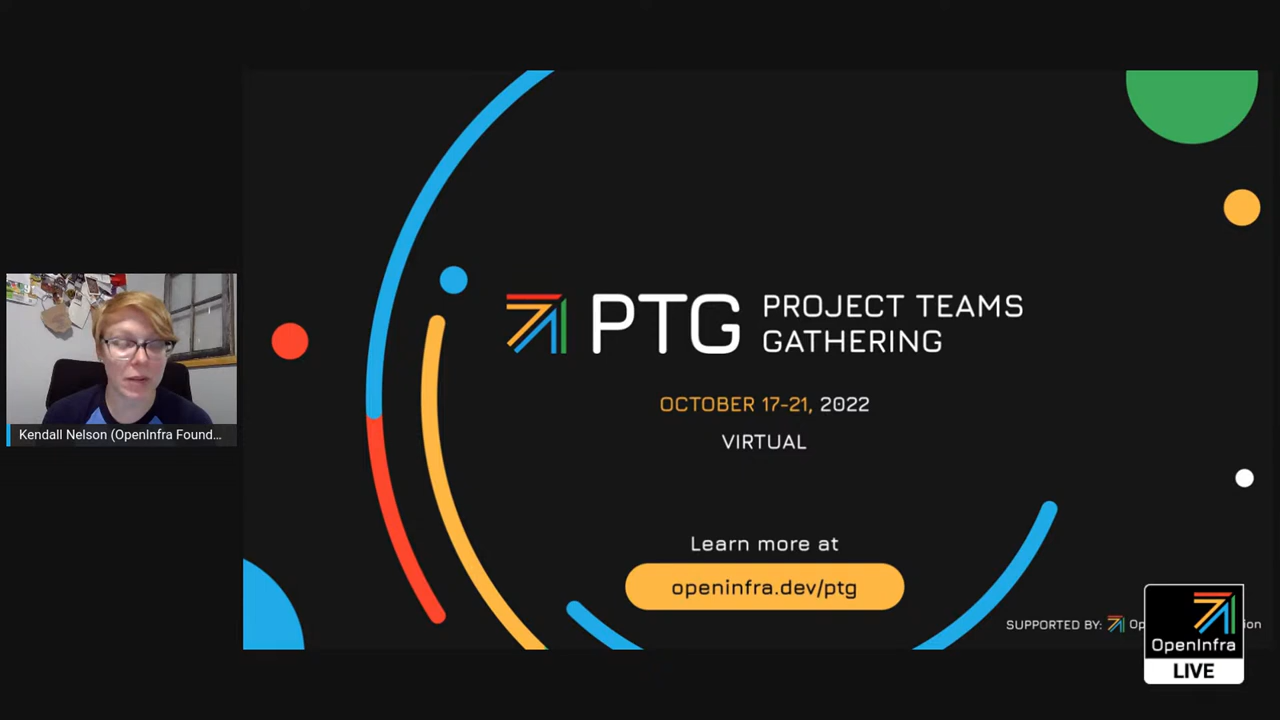 PTG PROJECT TEAMS
GATHERING
OCTOBER 17-21, 2022
VIRTUAL
Kendall Nelson (OpenInfra Found...
Learn more at
openinfra.dev/ptg
SUPPORTED BY:
OpenInfra
LIVE